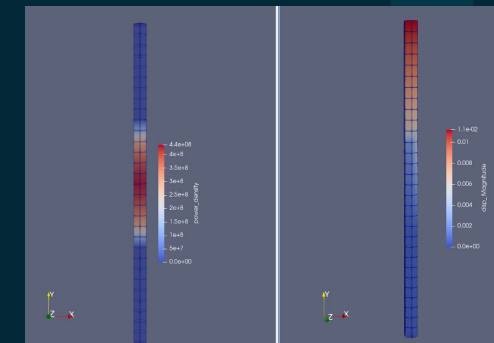 4.4e+08
4e+8
3.5e+8
3e+8
2.5e+8
2e+8
1.5e+8
1e+8
5e+7
0.0e+00
power_density
Y
Z
X
1.1e-02
0.01
0.008
0.006
0.004
0.002
0.0e+00
disp_Magnitude
Y
Z
X